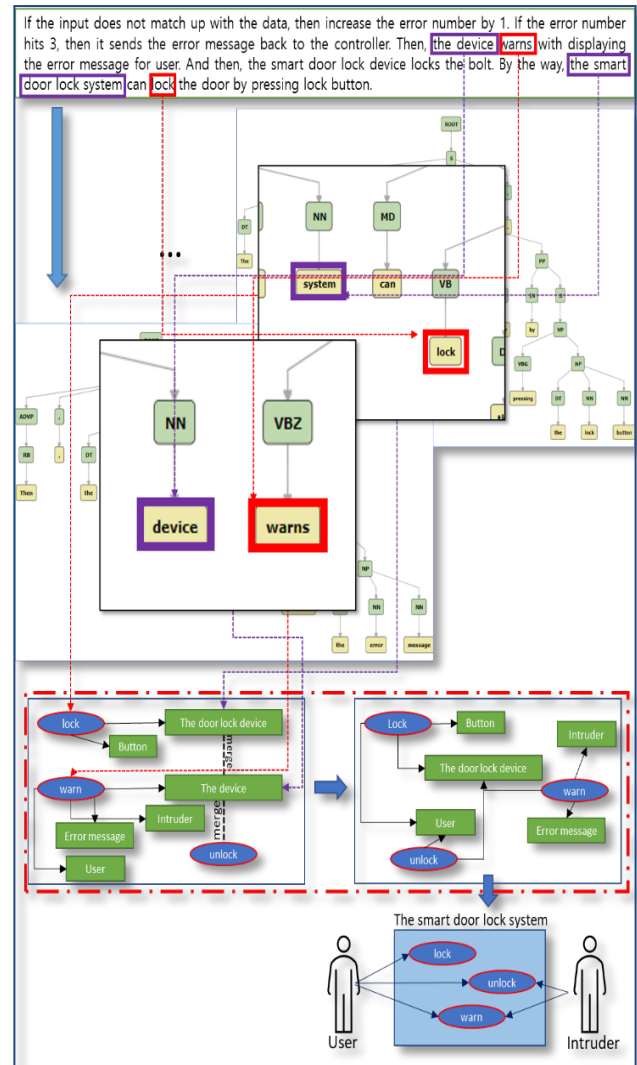 If the input does not match up with the data, then increase the error number by 1. If the error number
hits 3, then it sends the error message back to the controller. Then, the device warns with displaying
the error message for user. And then, the smart door lock device locks the bolt. By the way, the smart
door lock system can lock the door by pressing lock button.
ROOT
S
NN
MD
DT
The
...
system
can
VB
lock
D
PP
IN
S
by
VP
VBG
NP
pressing
DT
NN
NN
the
lock
button
NN
VBZ
ADVP
,
RB
,
DT
Then
the
device
warns
NP
NN
NN
the
error
message
lock
The door lock device
Button
merge
warn
The device
Intruder
Error message
merge
unlock
User
Lock
Button
Intruder
The door lock device
warn
User
Error message
unlock
The smart door lock system
lock
unlock
warn
User
Intruder